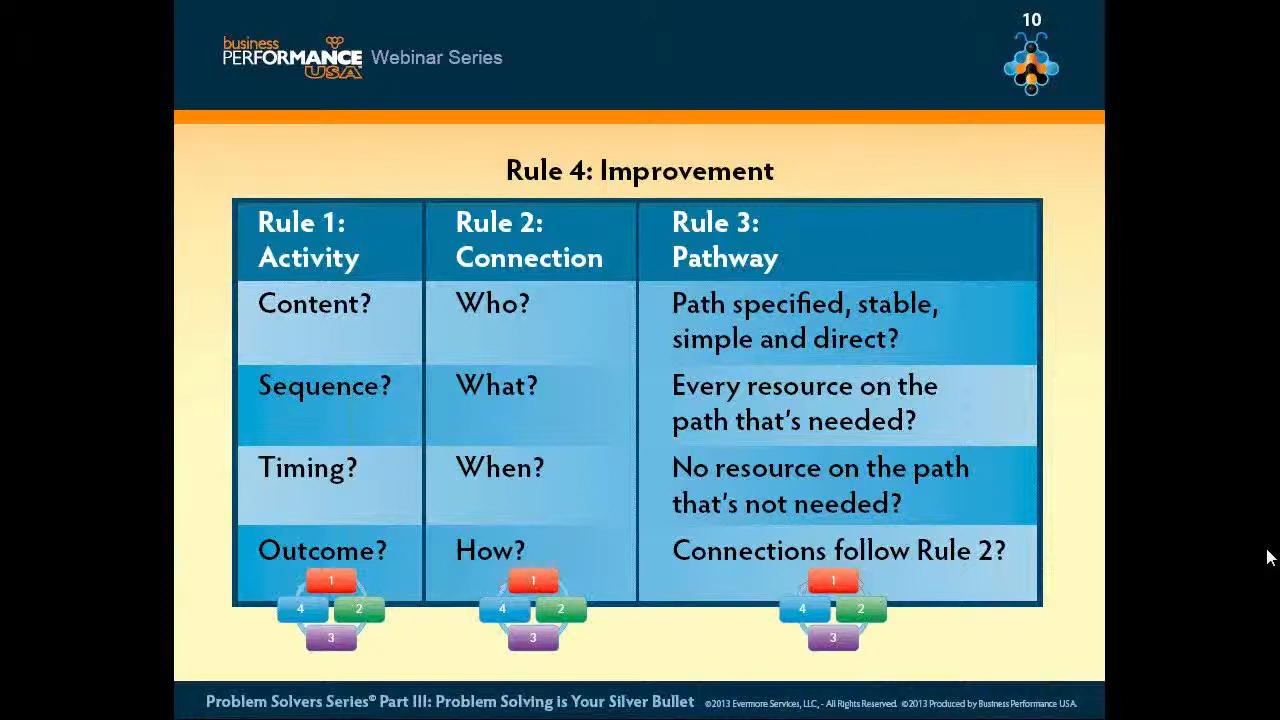 10
business
PERFORMANCE
USA
Webinar Series
Rule 4: Improvement
Rule 1:
Activity
Rule 2:
Connection
Rule 3:
Pathway
Content?
Who?
Path specified, stable,
simple and direct?
Sequence?
What?
Every resource on the
path that's needed?
Timing?
When?
No resource on the path
that's not needed?
Outcome?
How?
Connections follow Rule 2?
1
4 2
3
1
4 2
3
1
4 2
3
Problem Solvers Series® Part III: Problem Solving is Your Silver Bullet ©2013 Evermore Services, LLC, - All Rights Reserved. ©2013 Produced by Business Performance USA.